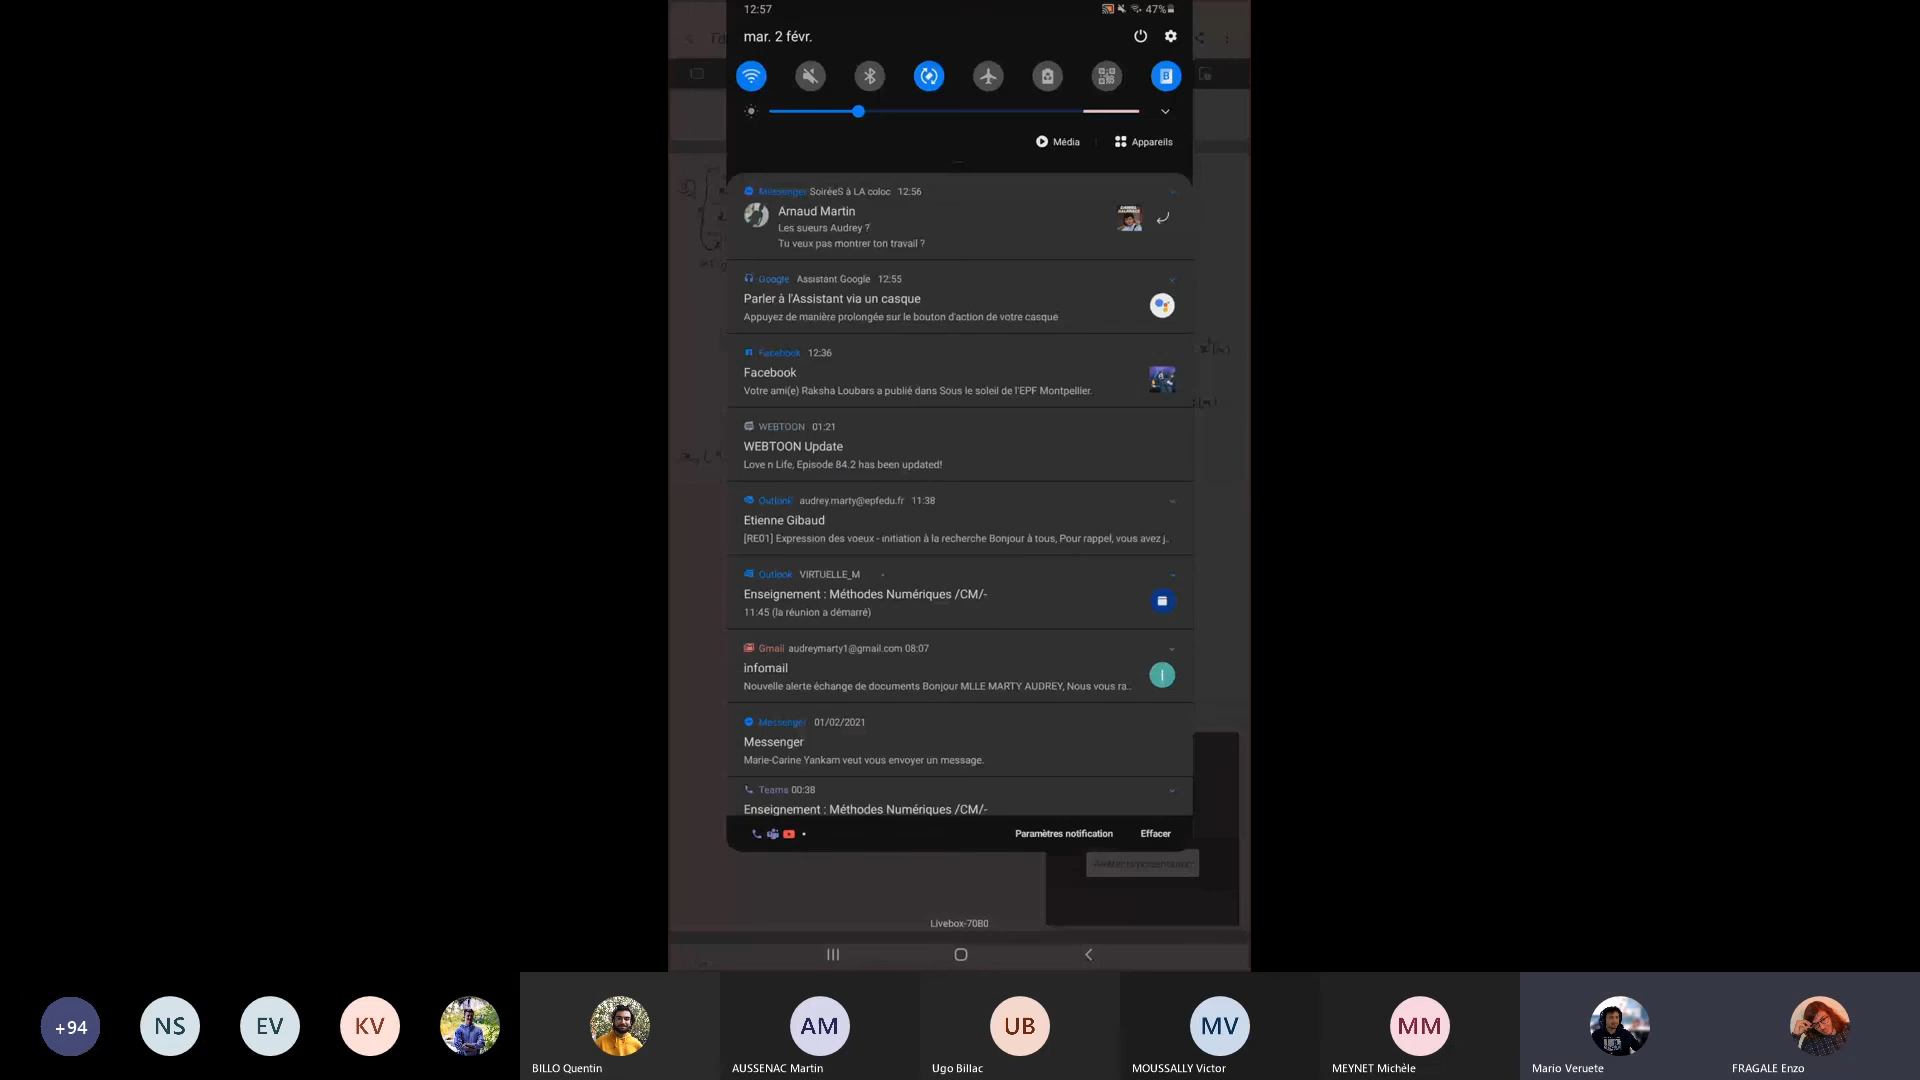 12:57
47%
mar. 2 févr.
Média
Appareils
Messenger SoiréeS à LA coloc 12:56
Arnaud Martin
Les sueurs Audrey ?
Tu veux pas montrer ton travail ?
Google Assistant Google 12:55
Parler à l'Assistant via un casque
Appuyez de manière prolongée sur le bouton d'action de votre casque
Facebook 12:36
Facebook
Votre ami(e) Raksha Loubars a publié dans Sous le soleil de l'EPF Montpellier.
WEBTOON 01:21
WEBTOON Update
Love n Life, Episode 84.2 has been updated!
Outlook audrey.marty@epfedu.fr 11:38
Etienne Gibaud
[RE01] Expression des voeux - initiation à la recherche Bonjour à tous, Pour rappel, vous avez j..
Outlook VIRTUELLE_M -
Enseignement : Méthodes Numériques /CM/-
11:45 (la réunion a démarré)
Gmail audreymarty1@gmail.com 08:07
infomail
I
Nouvelle alerte échange de documents Bonjour MLLE MARTY AUDREY, Nous vous ra..
Messenger 01/02/2021
Messenger
Marie-Carine Yankam veut vous envoyer un message.
Teams 00:38
Enseignement : Méthodes Numériques /CM/-
Paramètres notification
Effacer
Livebox-70B0
+94
NS
EV
KV
AM
UB
MV
MM
BILLO Quentin
AUSSENAC Martin
Ugo Billac
MOUSSALLY Victor
MEYNET Michèle
Mario Veruete
FRAGALE Enzo